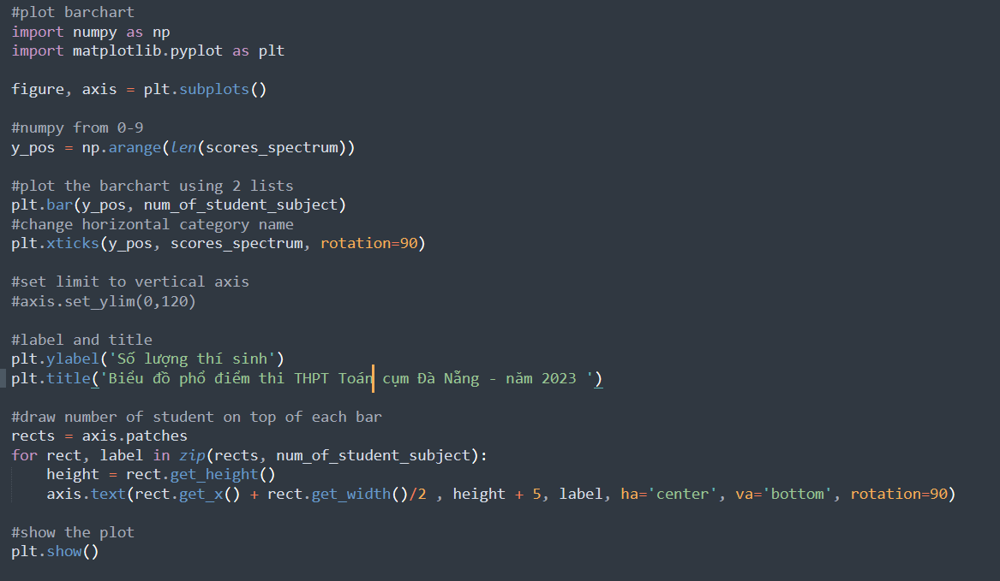 #plot barchart
import numpy as np
import matplotlib.pyplot as plt
figure, axis = plt.subplots()
#numpy from 0-9
y_pos = np.arange(len(scores_spectrum))
#plot the barchart using 2 lists
plt.bar(y_pos, num_of_student_subject)
#change horizontal category name
plt.xticks(y_pos, scores_spectrum, rotation=90)
#set limit to vertical axis
#axis.set_ylim(0,120)
#label and title
plt.ylabel('Số lượng thí sinh')
plt.title('Biểu đồ phổ điểm thi THPT Toán cụm Đà Nẵng - năm 2023 ')
#draw number of student on top of each bar
rects = axis.patches
for rect, label in zip(rects, num_of_student_subject):
    height = rect.get_height()
    axis.text(rect.get_x() + rect.get_width()/2 , height + 5, label, ha='center', va='bottom', rotation=90)
#show the plot
plt.show()